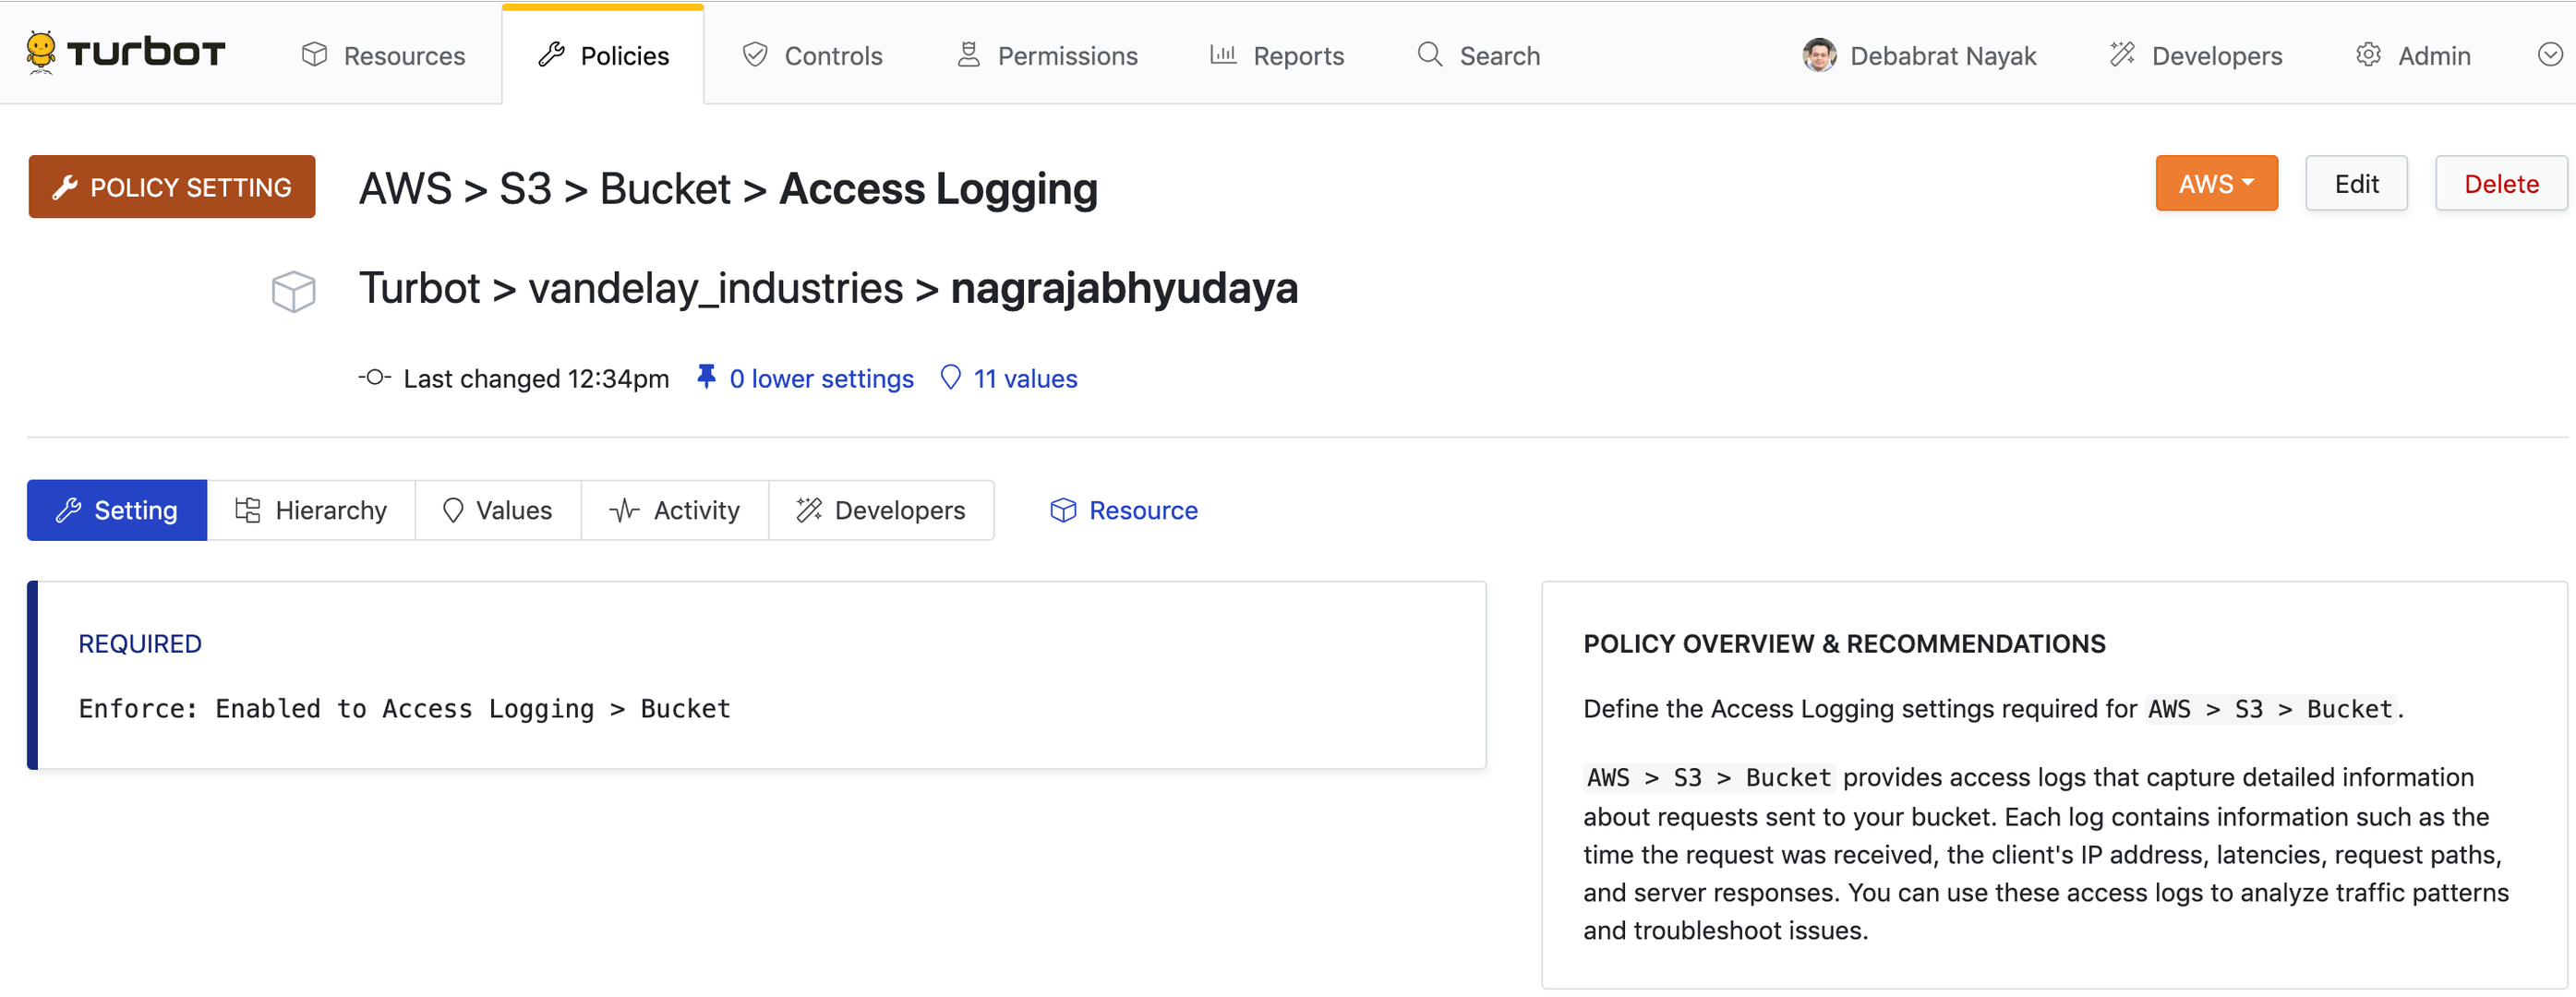 TURBOT Resources Policies Controls Permissions Reports Search Debabrat Nayak Developers Admin
POLICY SETTING AWS > S3 > Bucket > Access Logging AWS Edit Delete
Turbot > vandelay_industries > nagrajabhyudaya
Last changed 12:34pm 0 lower settings 11 values
Setting Hierarchy Values Activity Developers Resource
REQUIRED
Enforce: Enabled to Access Logging > Bucket
POLICY OVERVIEW & RECOMMENDATIONS
Define the Access Logging settings required for AWS > S3 > Bucket.
AWS > S3 > Bucket provides access logs that capture detailed information
about requests sent to your bucket. Each log contains information such as the
time the request was received, the client's IP address, latencies, request paths,
and server responses. You can use these access logs to analyze traffic patterns
and troubleshoot issues.